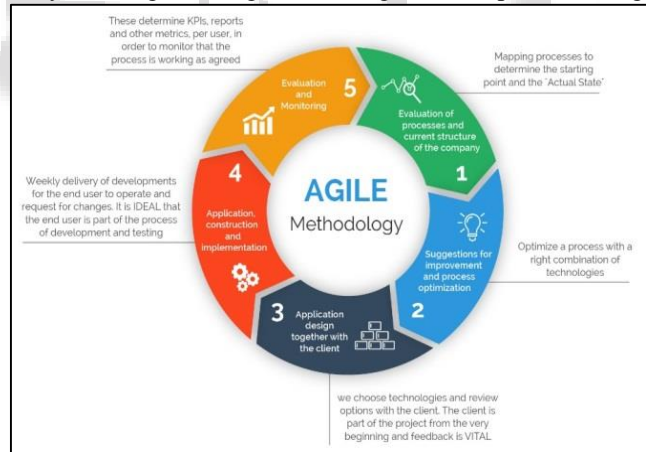 These determine KPIs, reports
and other metrics, per user, in
order to monitor that the
process is working as agreed
Evaluation
and
Monitoring
5
Mapping processes to
determine the starting
point and the "Actual State"
Evaluation of
processes and
current structure
of the company
1
AGILE
Methodology
Weekly delivery of developments
for the end user to operate and
request for changes. It is IDEAL that
the end user is part of the process
of development and testing
4
Application,
construction
and
implementation
Suggestions for
improvement
and process
optimization
2
Optimize a process with a
right combination of
technologies
3
Application
design
together with
the client
we choose technologies and review
options with the client. The client is
part of the project from the very
beginning and feedback is VITAL